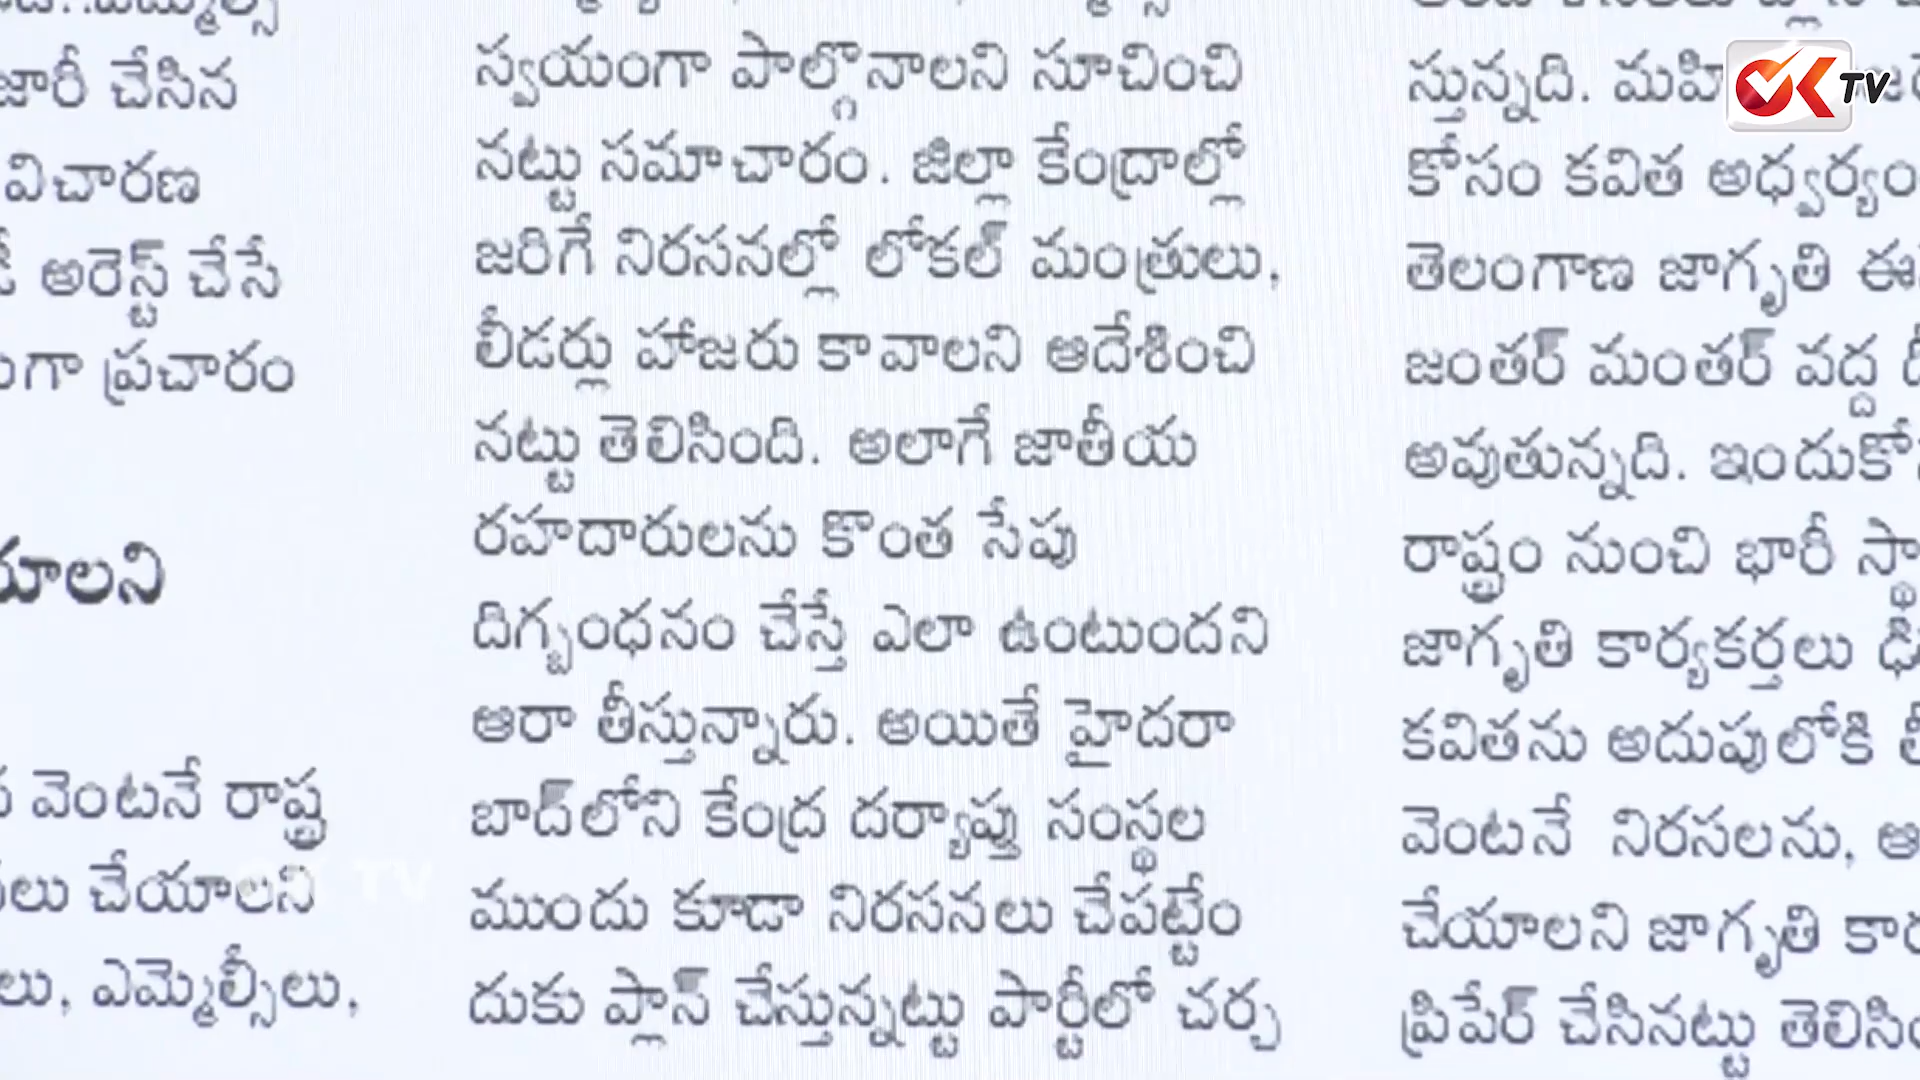 జారీ చేసిన
విచారణ
అరెస్ట్ చేసే
ప్రచారం
వెంటనే రాష్ట్ర
చేయాలని
ఎమ్మెల్సీలు,
స్వయంగా పాల్గొనాలని సూచించి
నట్టు సమాచారం. జిల్లా కేంద్రాల్లో
జరిగే నిరసనల్లో లోకల్ మంత్రులు,
లీడర్లు హాజరు కావాలని ఆదేశించి
నట్టు తెలిసింది. అలాగే జాతీయ
రహదారులను కొంత సేపు
దిగ్బంధనం చేస్తే ఎలా ఉంటుందని
ఆరా తీస్తున్నారు. అయితే హైదరా
బాద్‌లోని కేంద్ర దర్యాప్తు సంస్థల
ముందు కూడా నిరసనలు చేపట్టేం
దుకు ప్లాన్ చేస్తున్నట్టు పార్టీలో చర్చ
స్తున్నది.
కోసం కవిత అధ్వర్యం
తెలంగాణ జాగృతి ఈ
జంతర్ మంతర్ వద్ద
అవుతున్నది.
రాష్ట్రం నుంచి భారీ
జాగృతి కార్యకర్తలు
కవితను అదుపులోకి
వెంటనే నిరసలను,
చేయాలని జాగృతి
ప్రిపేర్ చేసినట్టు
OK TV